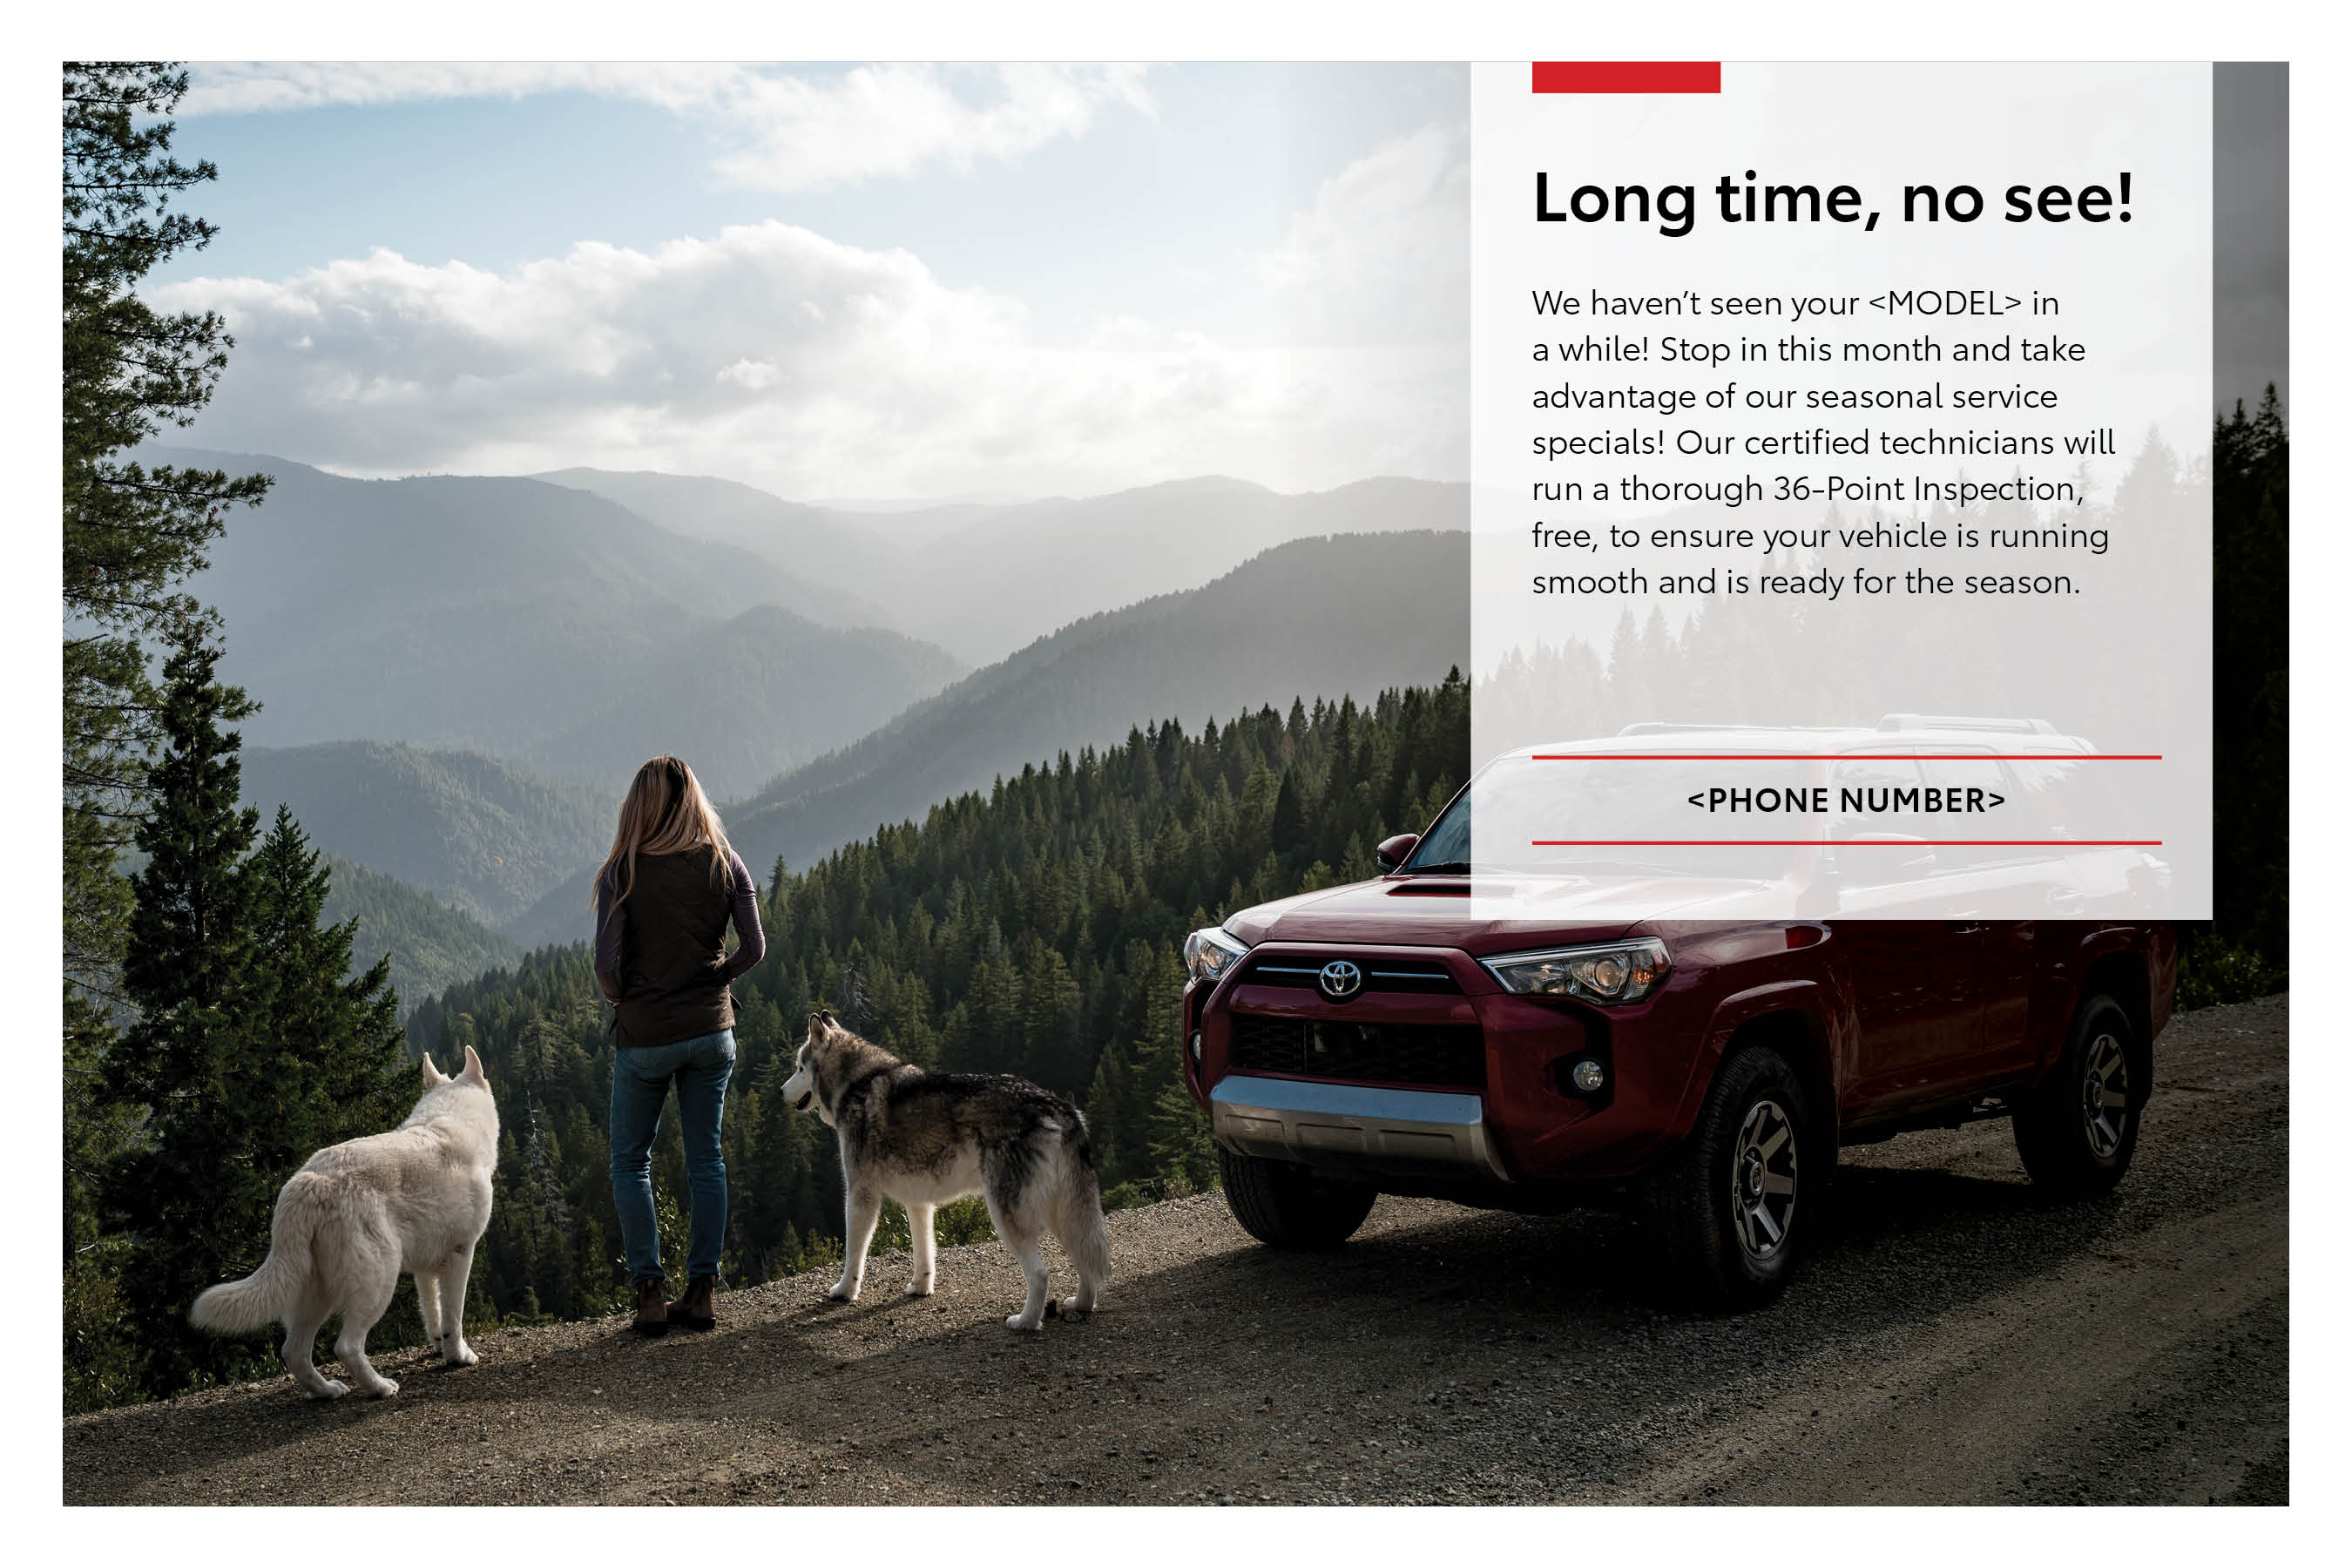 Long time, no see!
We haven’t seen your <MODEL> in
a while! Stop in this month and take
advantage of our seasonal service
specials! Our certified technicians will
run a thorough 36-Point Inspection,
free, to ensure your vehicle is running
smooth and is ready for the season.
<PHONE NUMBER>